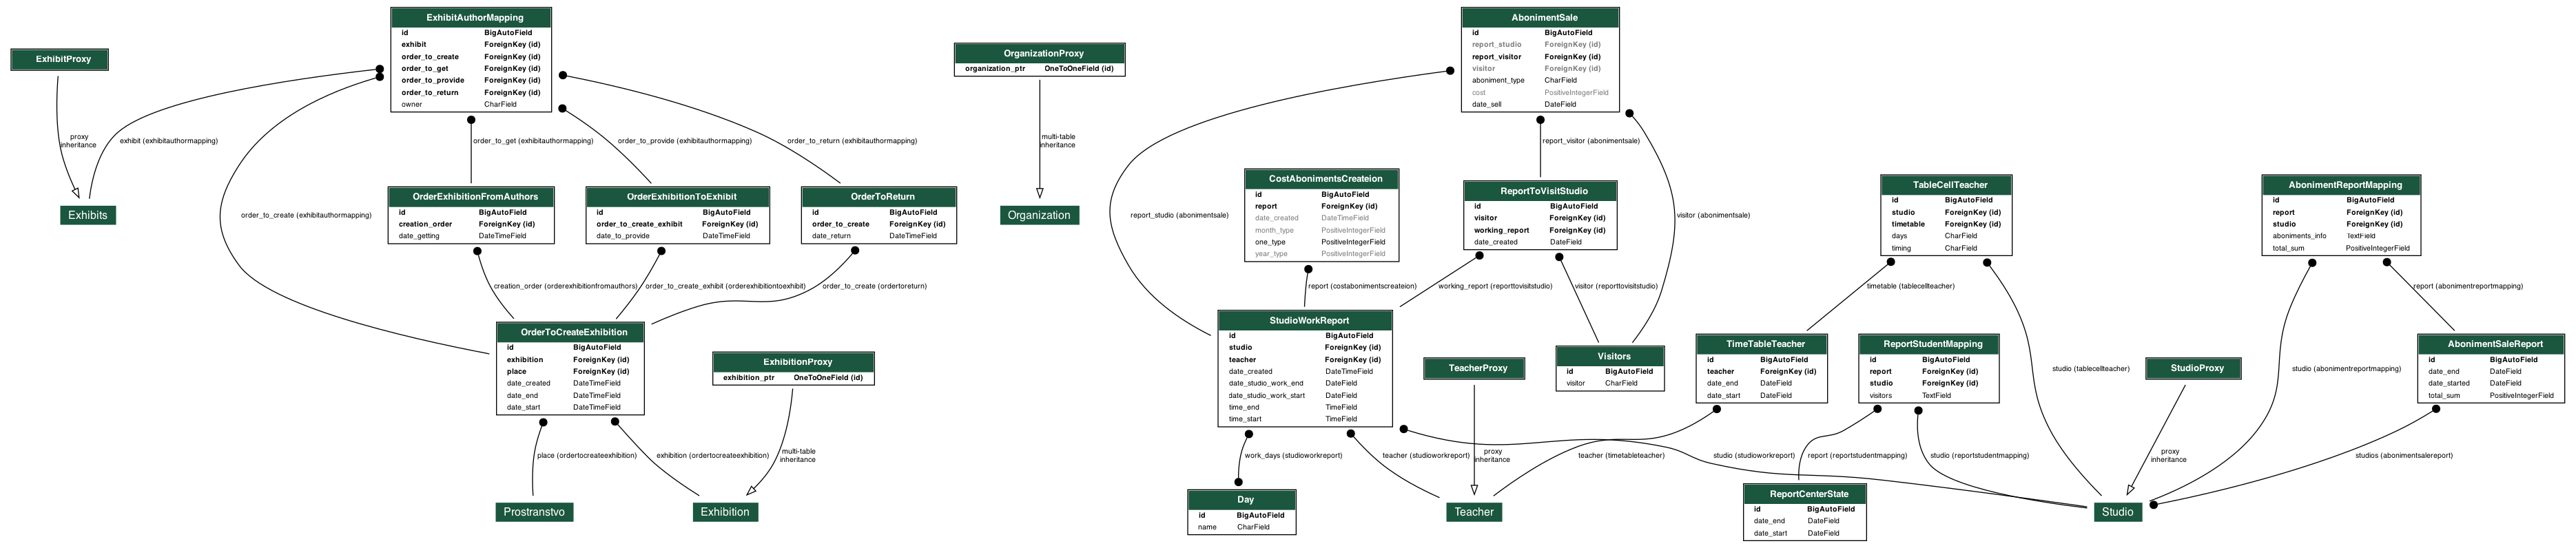 ExhibitProxy
proxy
inheritance
Exhibits
ExhibitAuthorMapping
id BigAutoField
exhibit ForeignKey (id)
order_to_create ForeignKey (id)
order_to_get ForeignKey (id)
order_to_provide ForeignKey (id)
order_to_return ForeignKey (id)
owner CharField
exhibit (exhibitauthormapping)
order_to_create (exhibitauthormapping)
order_to_get (exhibitauthormapping)
order_to_provide (exhibitauthormapping)
order_to_return (exhibitauthormapping)
OrderExhibitionFromAuthors
id BigAutoField
creation_order ForeignKey (id)
date_getting DateTimeField
OrderExhibitionToExhibit
id BigAutoField
order_to_create_exhibit ForeignKey (id)
date_to_provide DateTimeField
OrderToReturn
id BigAutoField
order_to_create ForeignKey (id)
date_return DateTimeField
creation_order (orderexhibitionfromauthors)
order_to_create_exhibit (orderexhibitiontoexhibit)
order_to_create (ordertoreturn)
OrderToCreateExhibition
id BigAutoField
exhibition ForeignKey (id)
place ForeignKey (id)
date_created DateTimeField
date_end DateTimeField
date_start DateTimeField
ExhibitionProxy
exhibition_ptr OneToOneField (id)
place (ordertocreateexhibition)
exhibition (ordertocreateexhibition)
multi-table
inheritance
Prostranstvo
Exhibition
OrganizationProxy
organization_ptr OneToOneField (id)
multi-table
inheritance
Organization
AbonimentSale
id BigAutoField
report_studio ForeignKey (id)
report_visitor ForeignKey (id)
visitor ForeignKey (id)
aboniment_type CharField
cost PositiveIntegerField
date_sell DateField
report_studio (abonimentsale)
report_visitor (abonimentsale)
visitor (abonimentsale)
CostAbonimentsCreateion
id BigAutoField
report ForeignKey (id)
date_created DateTimeField
month_type PositiveIntegerField
one_type PositiveIntegerField
year_type PositiveIntegerField
ReportToVisitStudio
id BigAutoField
visitor ForeignKey (id)
working_report ForeignKey (id)
date_created DateField
report (costabonimentscreateion)
working_report (reporttovisitstudio)
visitor (reporttovisitstudio)
StudioWorkReport
id BigAutoField
studio ForeignKey (id)
teacher ForeignKey (id)
date_created DateTimeField
date_studio_work_end DateField
date_studio_work_start DateField
time_end TimeField
time_start TimeField
Visitors
id BigAutoField
visitor CharField
TeacherProxy
proxy
inheritance
work_days (studioworkreport)
teacher (studioworkreport)
Day
id BigAutoField
name CharField
Teacher
TableCellTeacher
id BigAutoField
studio ForeignKey (id)
timetable ForeignKey (id)
days CharField
timing CharField
timetable (tablecellteacher)
studio (tablecellteacher)
TimeTableTeacher
id BigAutoField
teacher ForeignKey (id)
date_end DateField
date_start DateField
ReportStudentMapping
id BigAutoField
report ForeignKey (id)
studio ForeignKey (id)
visitors TextField
teacher (timetableteacher)
studio (studioworkreport)
report (reportstudentmapping)
studio (reportstudentmapping)
ReportCenterState
id BigAutoField
date_end DateField
date_start DateField
AbonimentReportMapping
id BigAutoField
report ForeignKey (id)
studio ForeignKey (id)
aboniments_info TextField
total_sum PositiveIntegerField
studio (abonimentreportmapping)
report (abonimentreportmapping)
StudioProxy
proxy
inheritance
AbonimentSaleReport
id BigAutoField
date_end DateField
date_started DateField
total_sum PositiveIntegerField
studios (abonimentsalereport)
Studio